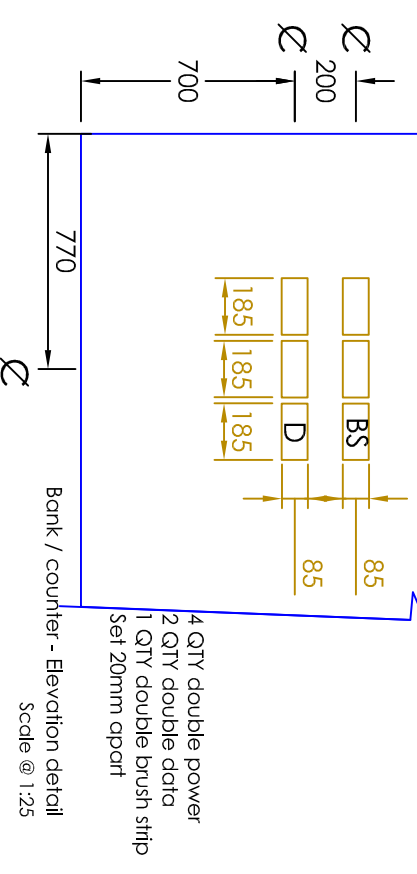 200
700
770
185
185
185
BS
D
85
85
4 QTY double power
2 QTY double data
1 QTY double brush strip
Set 20mm apart
Bank / counter - Elevation detail
Scale @ 1:25